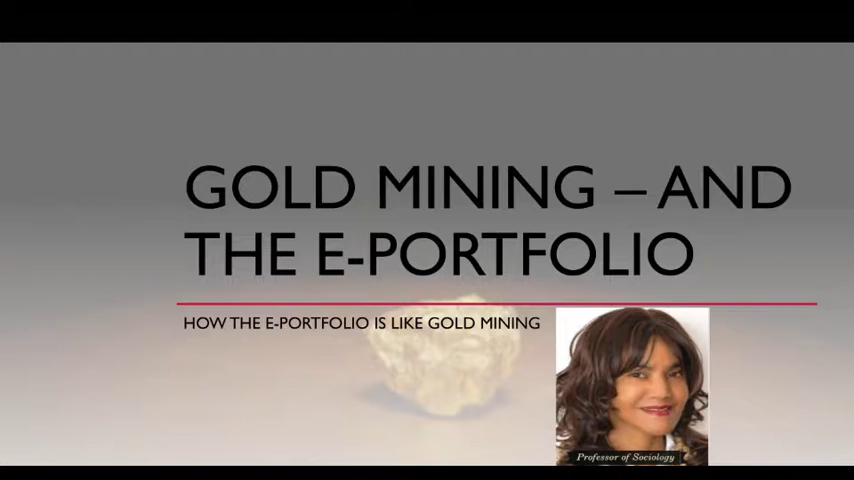 GOLD MINING – AND
THE E-PORTFOLIO
HOW THE E-PORTFOLIO IS LIKE GOLD MINING
Professor of Sociology